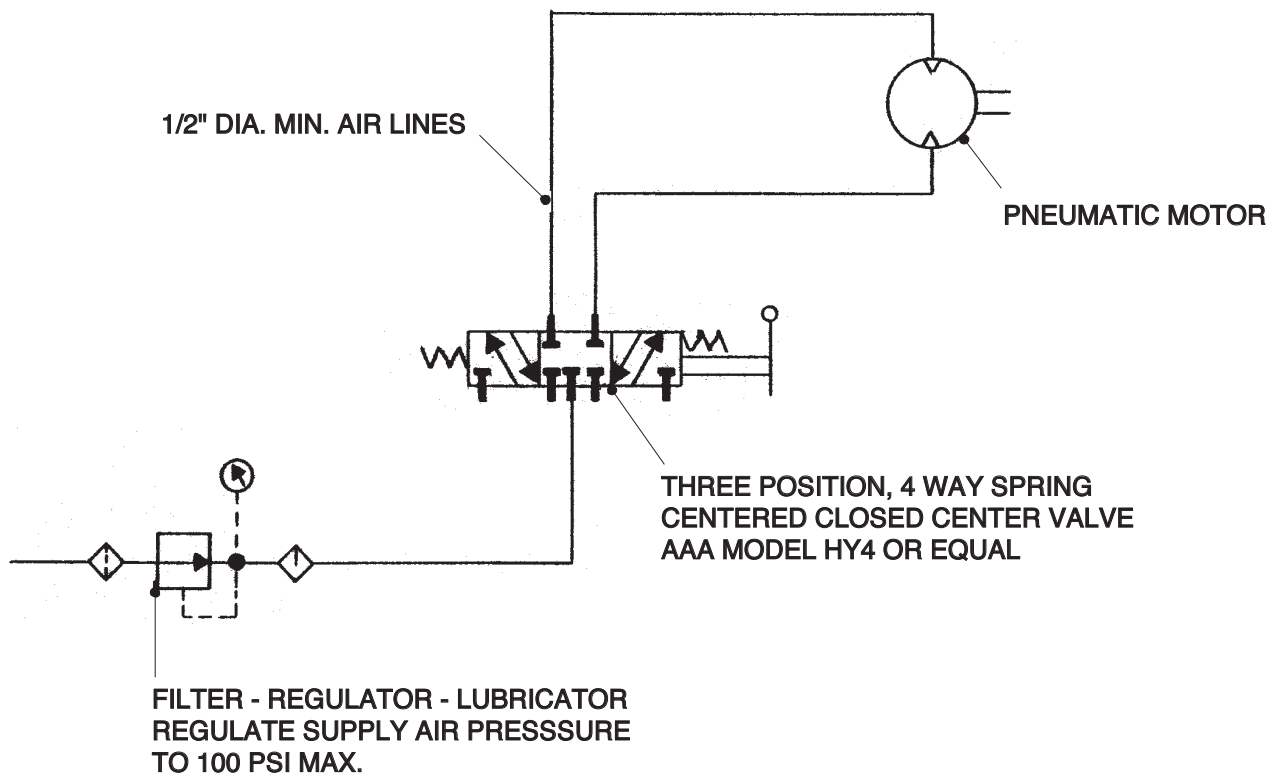 1/2" DIA. MIN. AIR LINES
PNEUMATIC MOTOR
THREE POSITION, 4 WAY SPRING
CENTERED CLOSED CENTER VALVE
AAA MODEL HY4 OR EQUAL
FILTER - REGULATOR - LUBRICATOR
REGULATE SUPPLY AIR PRESSSURE
TO 100 PSI MAX.